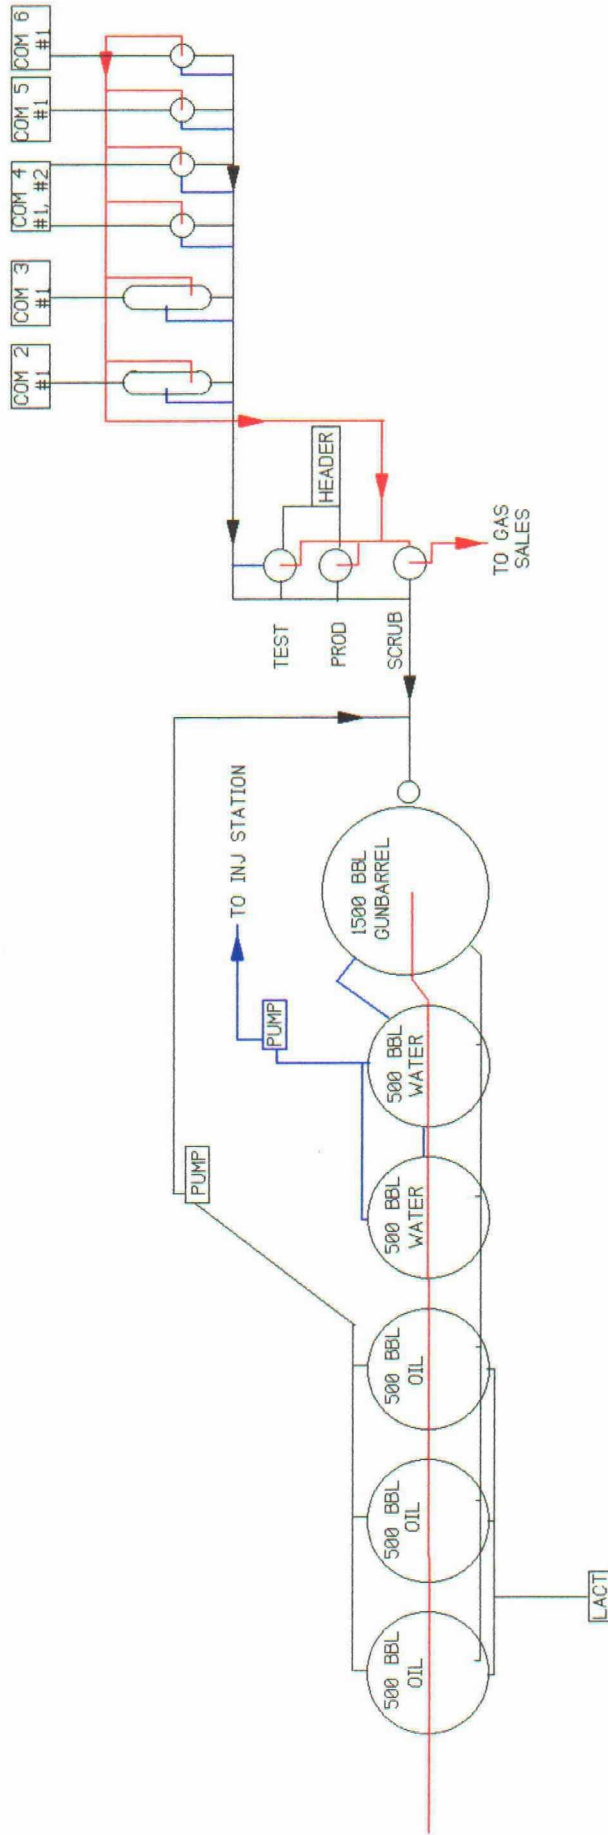 COM 2
#1
COM 3
#1
COM 4
#1, #2
COM 5
#1
COM 6
#1
HEADER
TEST
PROD
SCRUB
TO GAS
SALES
TO INJ STATION
PUMP
PUMP
1500 BBL
GUNBARREL
500 BBL
WATER
500 BBL
WATER
500 BBL
OIL
500 BBL
OIL
500 BBL
OIL
LACT